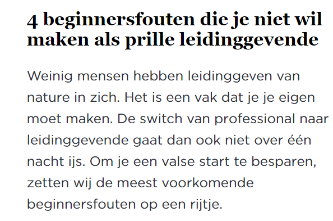 4 beginnersfouten die je niet wil
maken als prille leidinggevende
Weinig mensen hebben leidinggeven van
nature in zich. Het is een vak dat je je eigen
moet maken. De switch van professional naar
leidinggevende gaat dan ook niet over één
nacht ijs. Om je een valse start te besparen,
zetten wij de meest voorkomende
beginnersfouten op een rijtje.